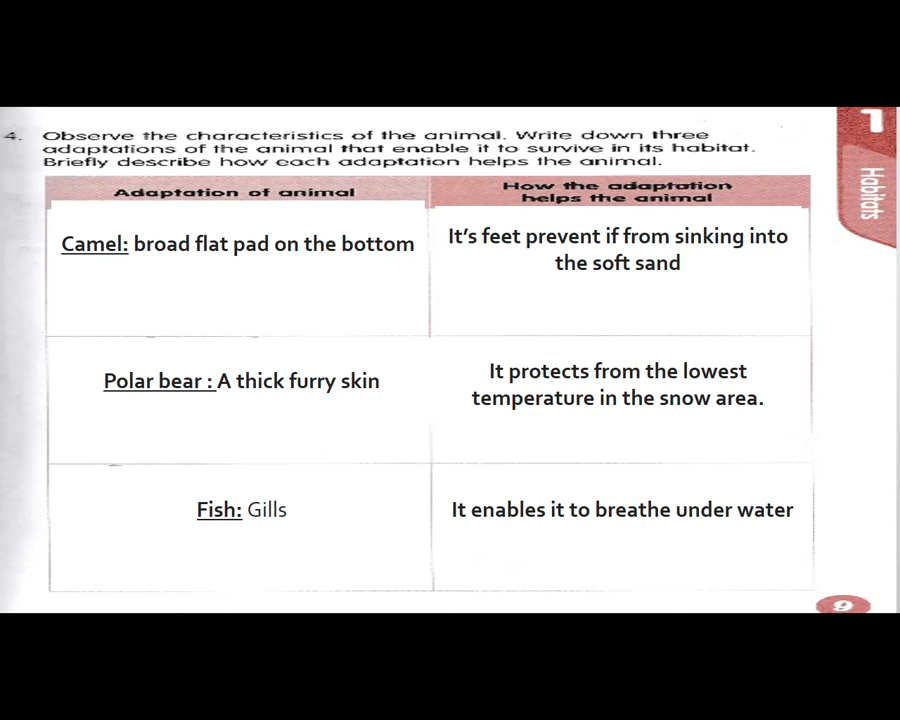 4. Observe the characteristics of the animal. Write down three
adaptations of the animal that enable it to survive in its habitat.
Briefly describe how each adaptation helps the animal.
1
Habitats
Adaptation of animal
How the adaptation
helps the animal
Camel: broad flat pad on the bottom
It's feet prevent if from sinking into
the soft sand
Polar bear : A thick furry skin
It protects from the lowest
temperature in the snow area.
Fish: Gills
It enables it to breathe under water
9